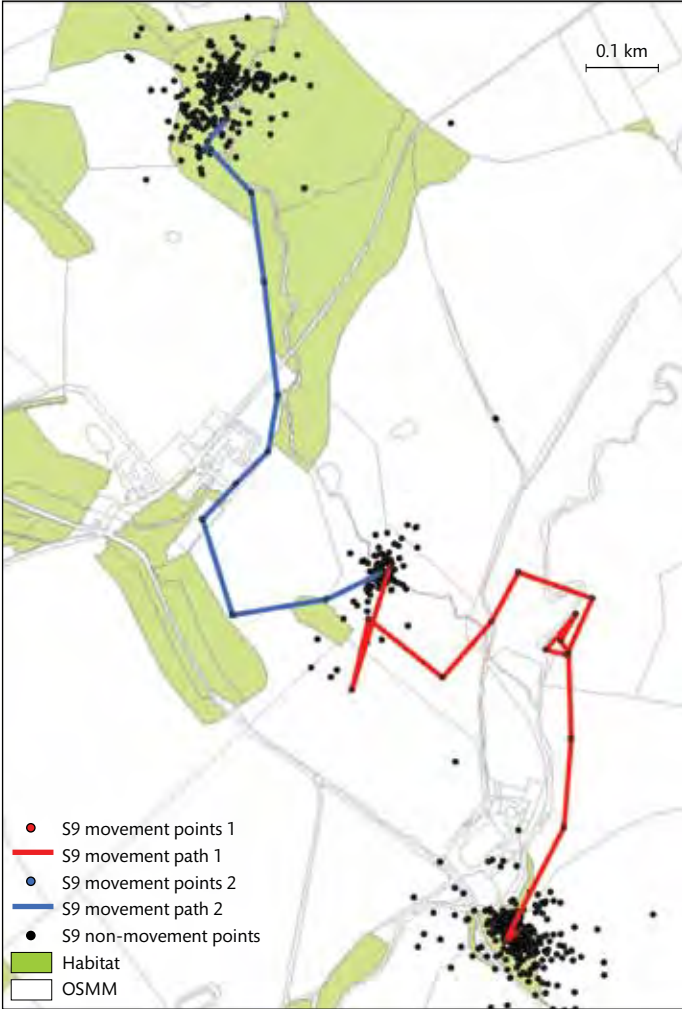 0.1 km
S9 movement points 1
S9 movement path 1
S9 movement points 2
S9 movement path 2
S9 non-movement points
Habitat
OSMM